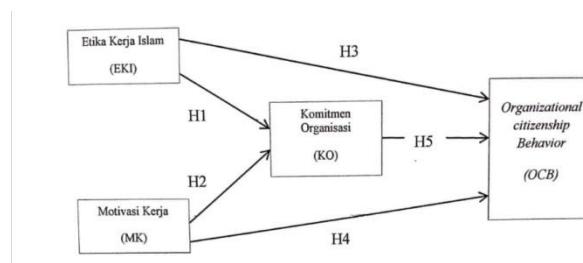 Etika Kerja Islam
(EKI)
H3
H1
Komitmen
Organisasi
(KO)
H5
Organizational
citizenship
Behavior
(OCB)
H2
Motivasi Kerja
(MK)
H4